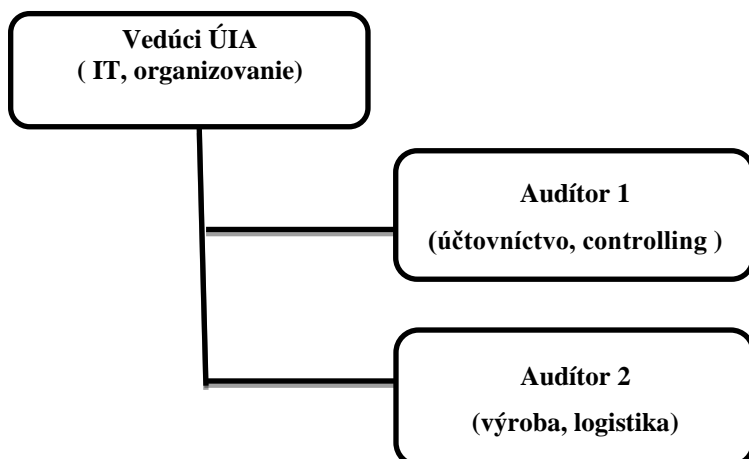 Vedúci ÚIA
( IT, organizovanie)
Audítor 1
(účtovníctvo, controlling )
Audítor 2
(výroba, logistika)